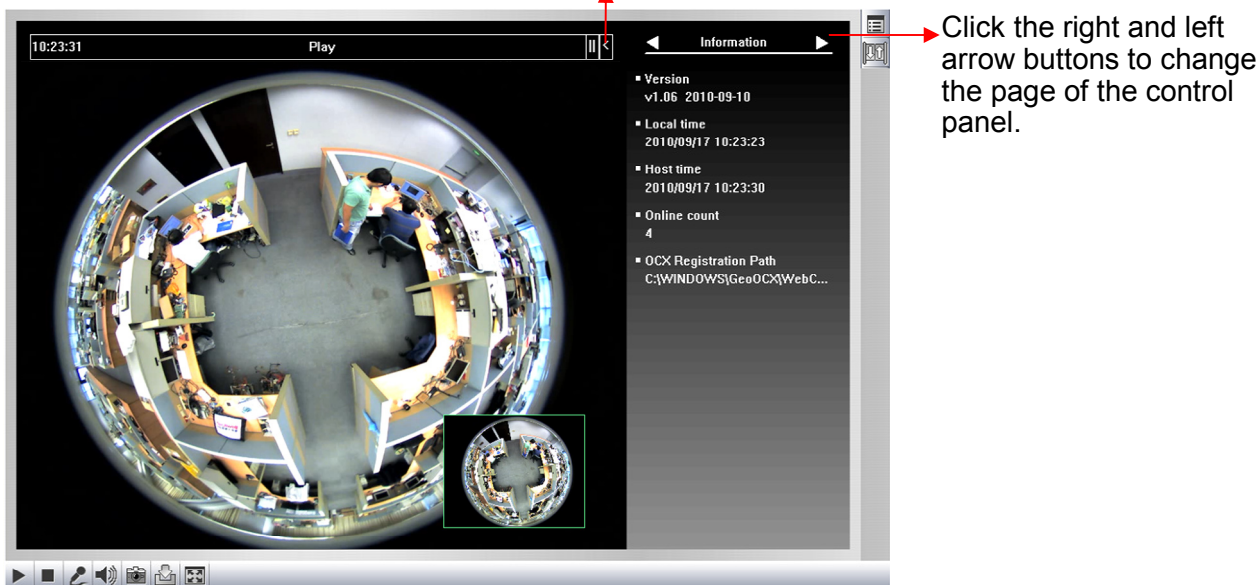 10:23:31 Play
Information
Version
v1.06 2010-09-10
Local time
2010/09/17 10:23:23
Host time
2010/09/17 10:23:30
Online count
4
OCX Registration Path
C:\WINDOWS\GeoOCX\WebC...
Click the right and left
arrow buttons to change
the page of the control
panel.